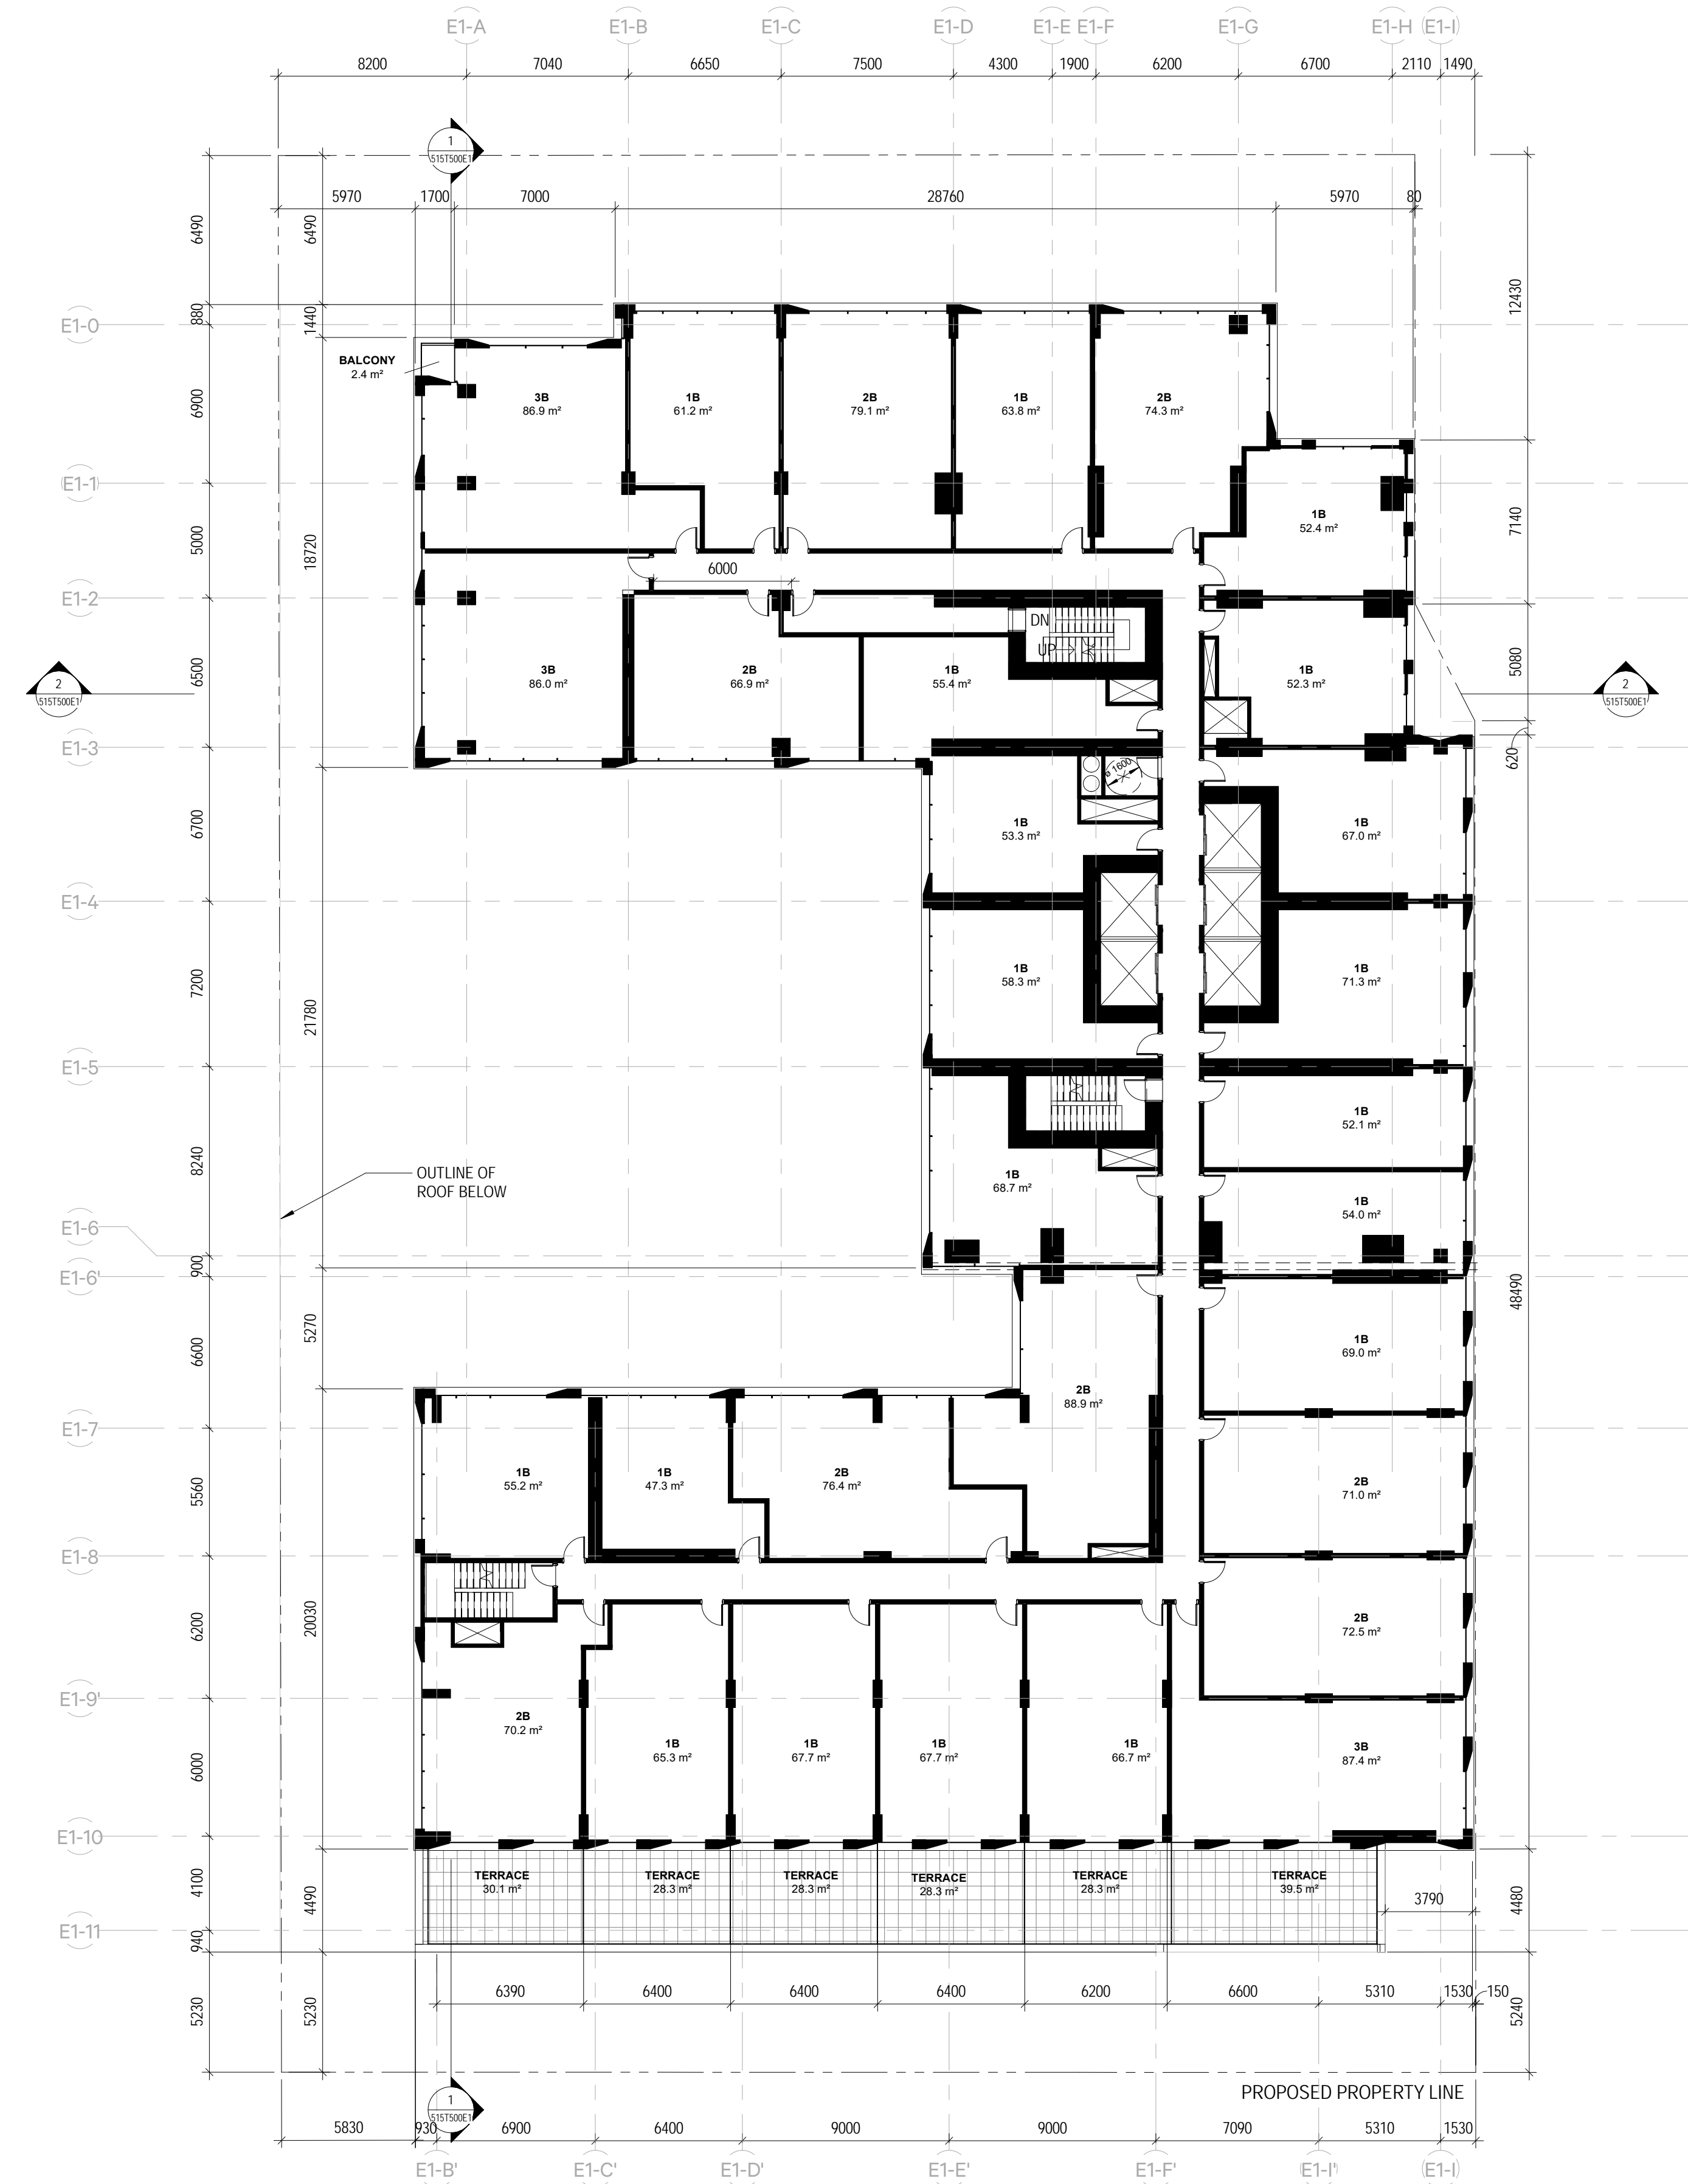 E1-A E1-B E1-C E1-D E1-E E1-F E1-G E1-H E1-I
8200 7040 6650 7500 4300 1900 6200 6700 2110 1490
1
515T500E1
5970 1700 7000 28760 5970 80
6490
6490
12430
880
1440
E1-0
BALCONY
2.4 m²
3B
86.9 m²
1B
61.2 m²
2B
79.1 m²
1B
63.8 m²
2B
74.3 m²
6900
E1-1
1B
52.4 m²
7140
5000
18720
6000
E1-2
DN
UP
3B
86.0 m²
2B
66.9 m²
1B
55.4 m²
1B
52.3 m²
6500
5080
2
515T500E1
2
515T500E1
E1-3
620
ø 1600
6700
1B
53.3 m²
1B
67.0 m²
E1-4
7200
21780
1B
58.3 m²
1B
71.3 m²
E1-5
1B
52.1 m²
8240
OUTLINE OF
ROOF BELOW
1B
68.7 m²
1B
54.0 m²
E1-6
900
E1-6'
48490
5270
6600
1B
69.0 m²
2B
88.9 m²
E1-7
1B
55.2 m²
1B
47.3 m²
2B
76.4 m²
2B
71.0 m²
5560
E1-8
6200
20030
2B
72.5 m²
E1-9'
2B
70.2 m²
1B
65.3 m²
1B
67.7 m²
1B
67.7 m²
1B
66.7 m²
3B
87.4 m²
6000
E1-10
TERRACE
30.1 m²
TERRACE
28.3 m²
TERRACE
28.3 m²
TERRACE
28.3 m²
TERRACE
28.3 m²
TERRACE
39.5 m²
4100
4490
3790
4480
E1-11
940
6390 6400 6400 6400 6200 6600 5310 1530 150
5230
5230
5240
PROPOSED PROPERTY LINE
1
515T500E1
5830 930 6900 6400 9000 9000 7090 5310 1530
E1-B' E1-C' E1-D' E1-E' E1-F' E1-I' E1-I